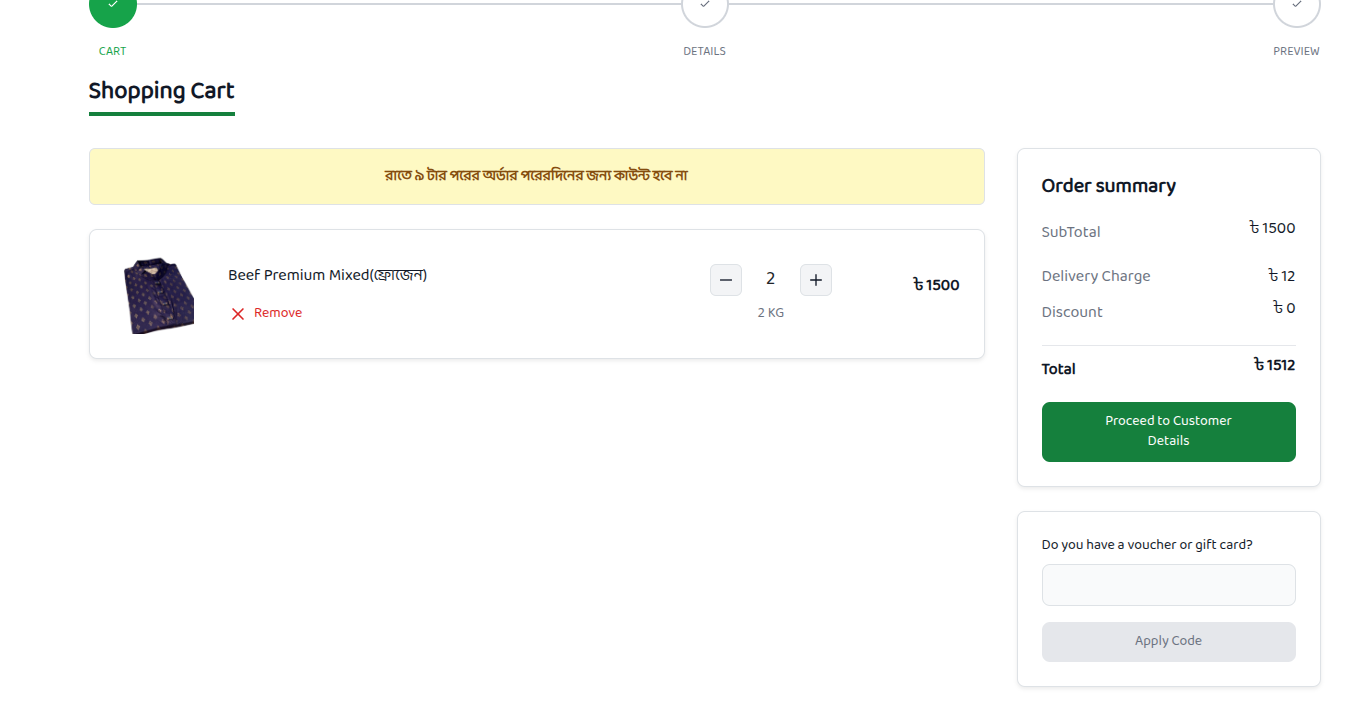 CART
DETAILS
PREVIEW
Shopping Cart
রাতে ৯ টার পরের অর্ডার পরেরদিনের জন্য কাউন্ট হবে না
Beef Premium Mixed(ফ্রোজেন)
Remove
2
2 KG
৳ 1500
Order summary
SubTotal ৳ 1500
Delivery Charge ৳ 12
Discount ৳ 0
Total ৳ 1512
Proceed to Customer
Details
Do you have a voucher or gift card?
Apply Code